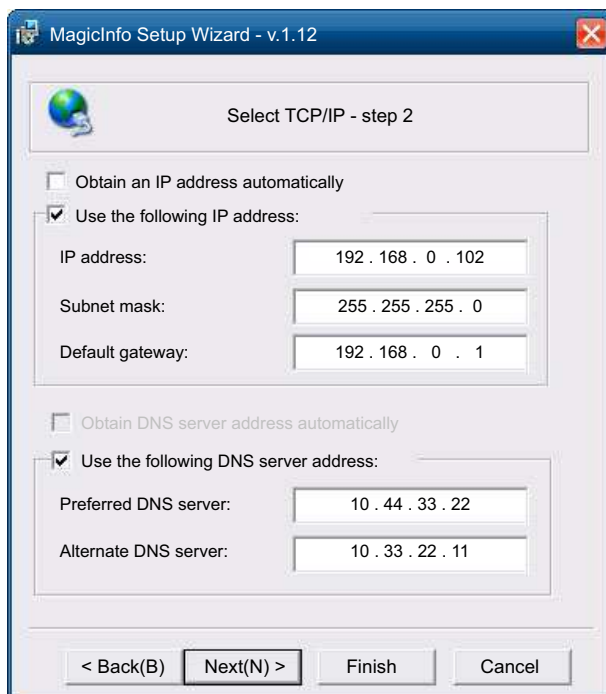 MagicInfo Setup Wizard - v.1.12
Select TCP/IP - step 2
Obtain an IP address automatically
Use the following IP address:
IP address: 192 . 168 . 0 . 102
Subnet mask: 255 . 255 . 255 . 0
Default gateway: 192 . 168 . 0 . 1
Obtain DNS server address automatically
Use the following DNS server address:
Preferred DNS server: 10 . 44 . 33 . 22
Alternate DNS server: 10 . 33 . 22 . 11
< Back(B) Next(N) > Finish Cancel